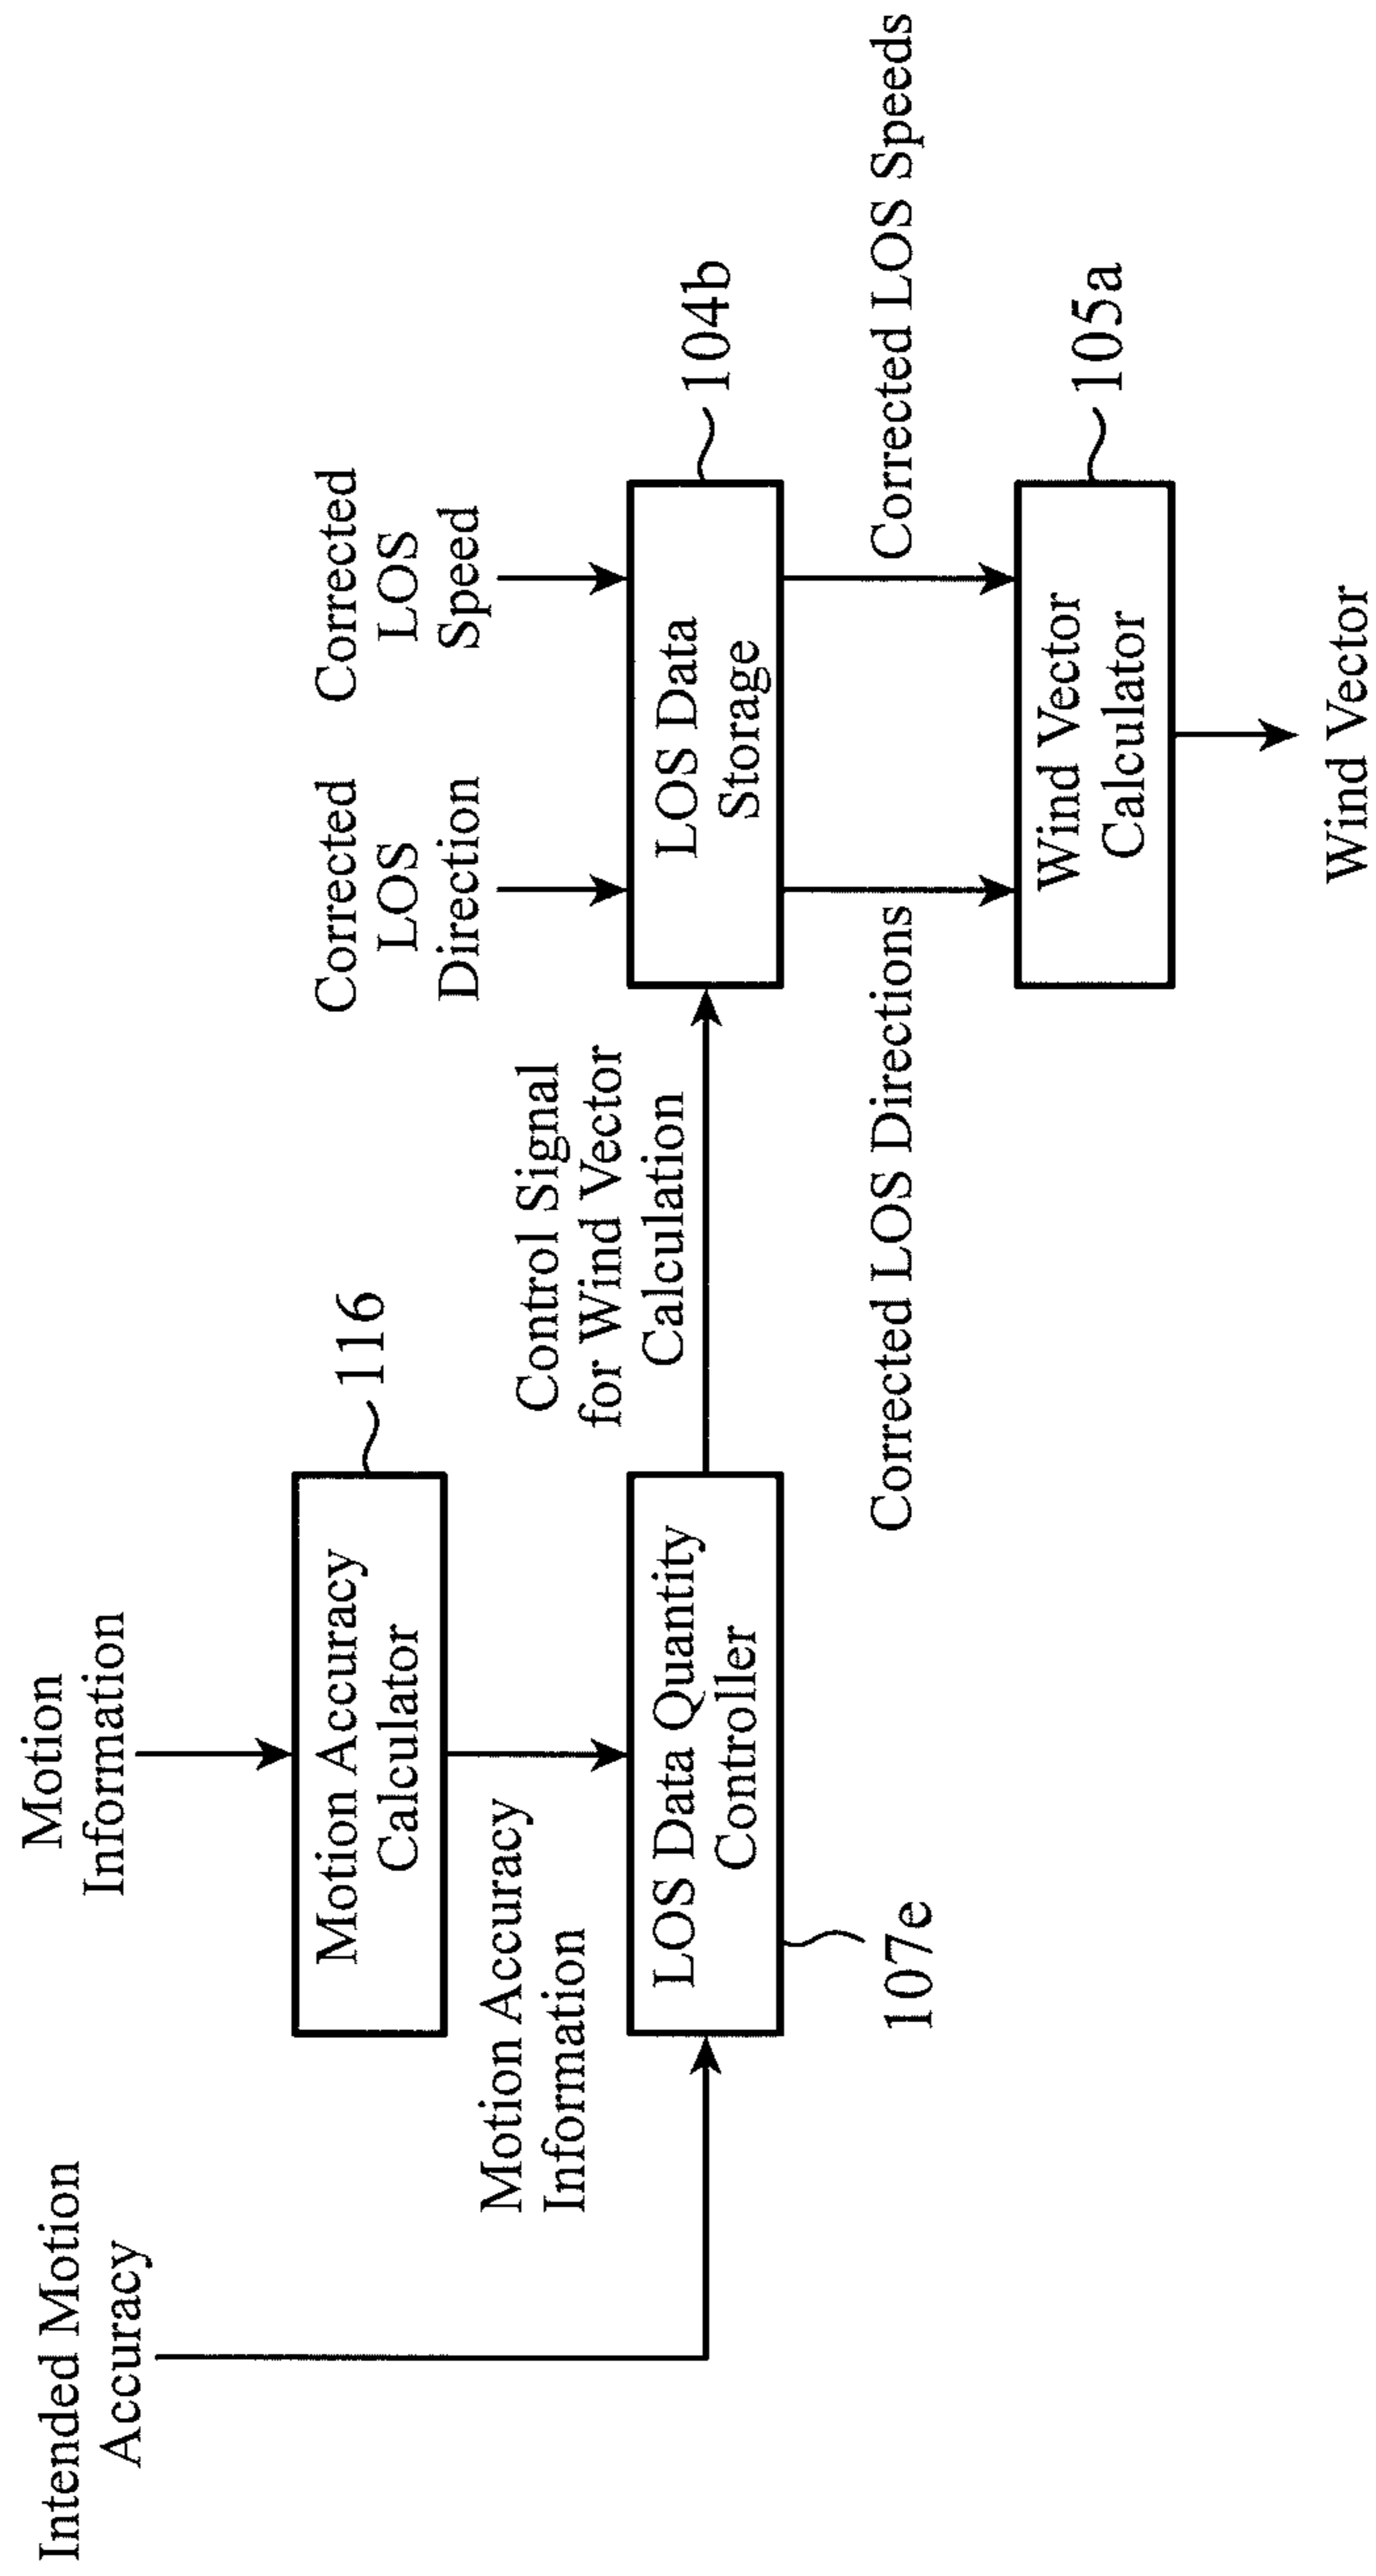 Intended Motion
Accuracy
Motion
Information
Motion Accuracy
Calculator
116
Motion Accuracy
Information
LOS Data Quantity
Controller
107e
Control Signal
for Wind Vector
Calculation
Corrected
LOS
Direction
Corrected
LOS
Speed
LOS Data
Storage
104b
Corrected LOS Directions
Corrected LOS Speeds
Wind Vector
Calculator
105a
Wind Vector